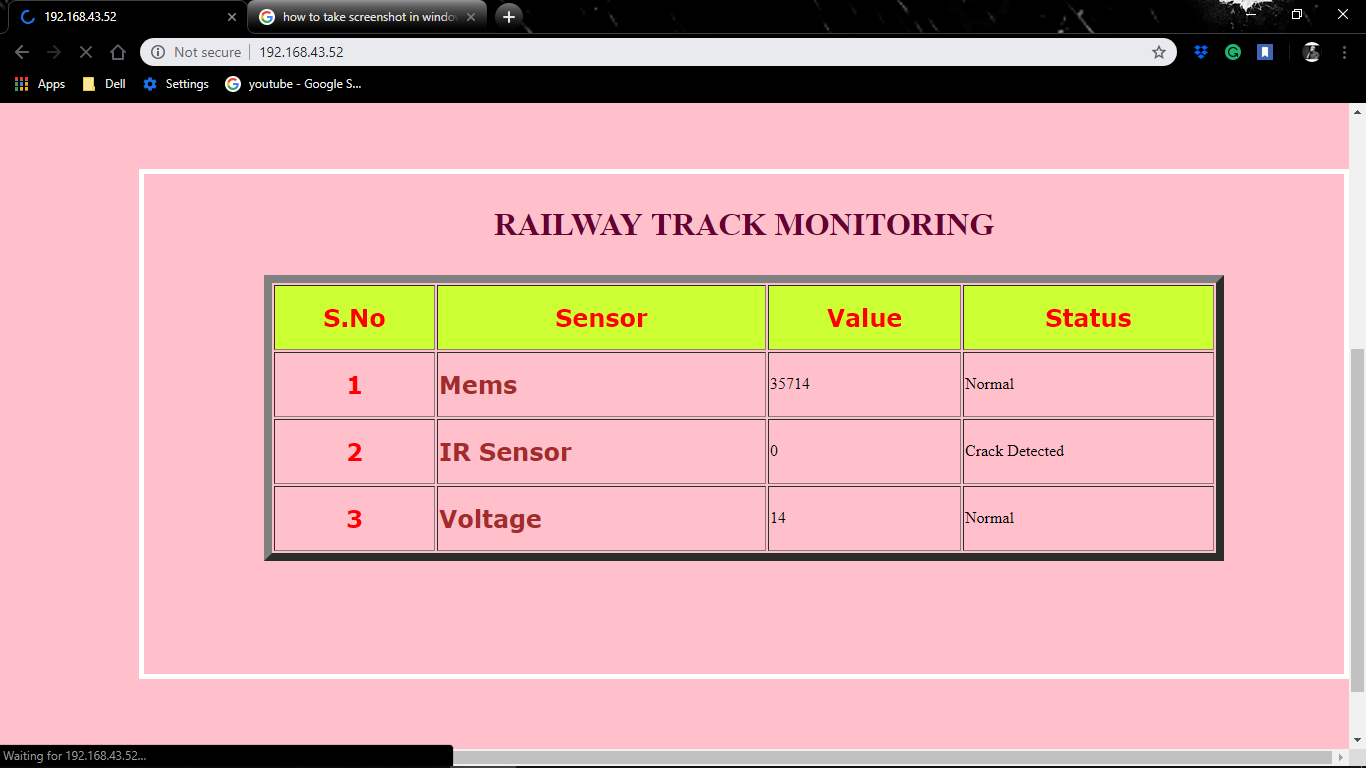 192.168.43.52
how to take screenshot in windo
Not secure 192.168.43.52
Apps Dell Settings youtube - Google S...
RAILWAY TRACK MONITORING
S.No Sensor Value Status
1 Mems 35714 Normal
2 IR Sensor 0 Crack Detected
3 Voltage 14 Normal
Waiting for 192.168.43.52...